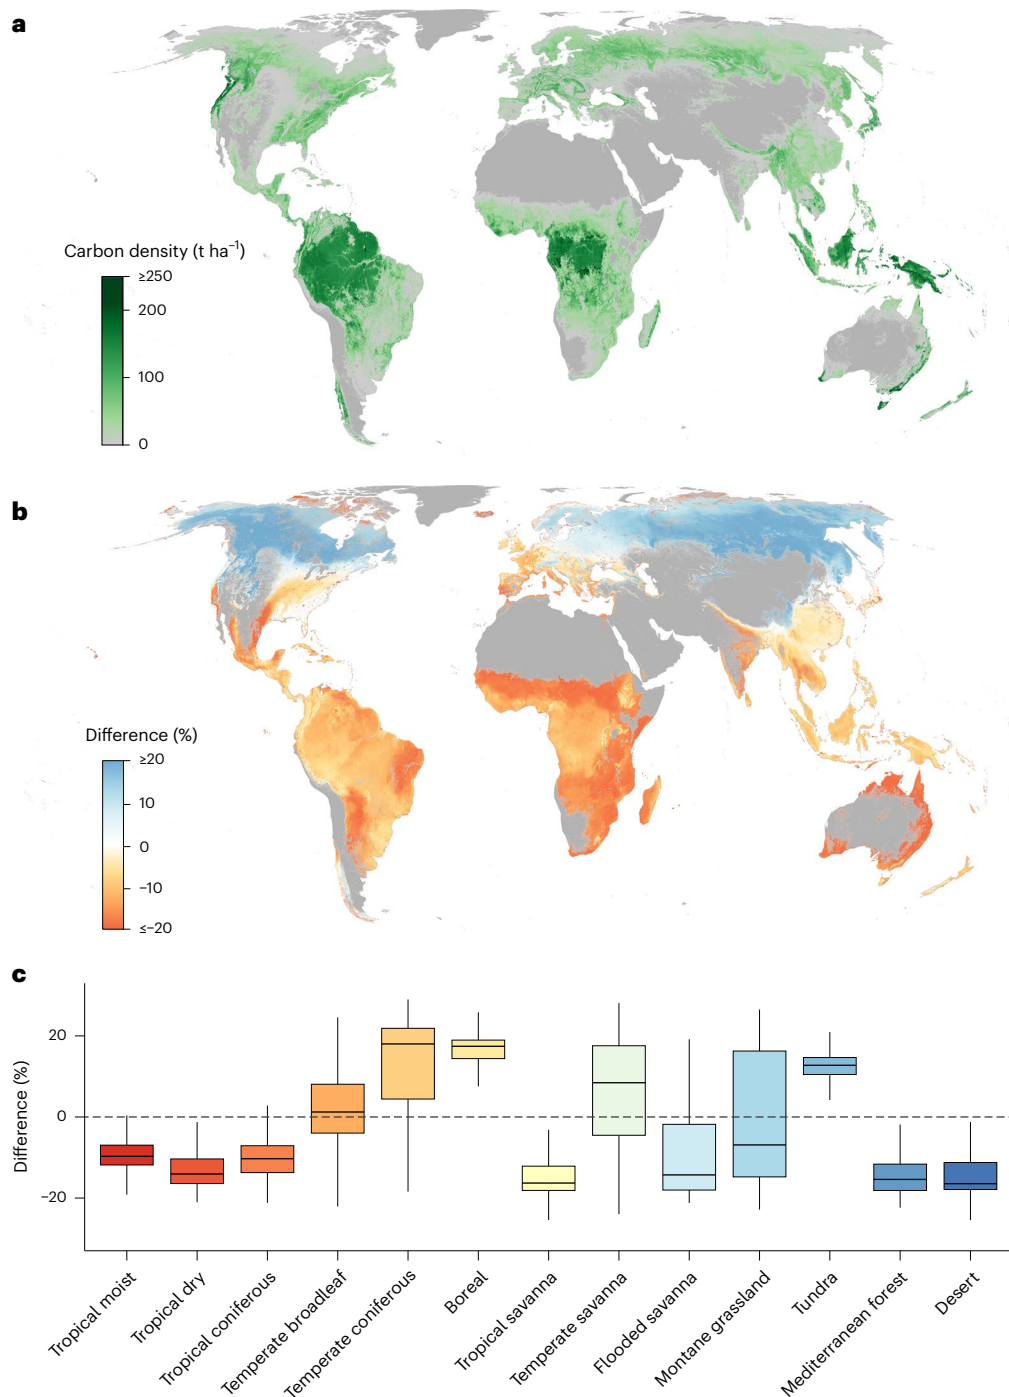 a
Carbon density (t ha⁻¹)
≥250
200
100
0
b
Difference (%)
≥20
10
0
−10
≤−20
c
Difference (%)
20
0
−20
Tropical moist
Tropical dry
Tropical coniferous
Temperate broadleaf
Temperate coniferous
Boreal
Tropical savanna
Temperate savanna
Flooded savanna
Montane grassland
Tundra
Mediterranean forest
Desert